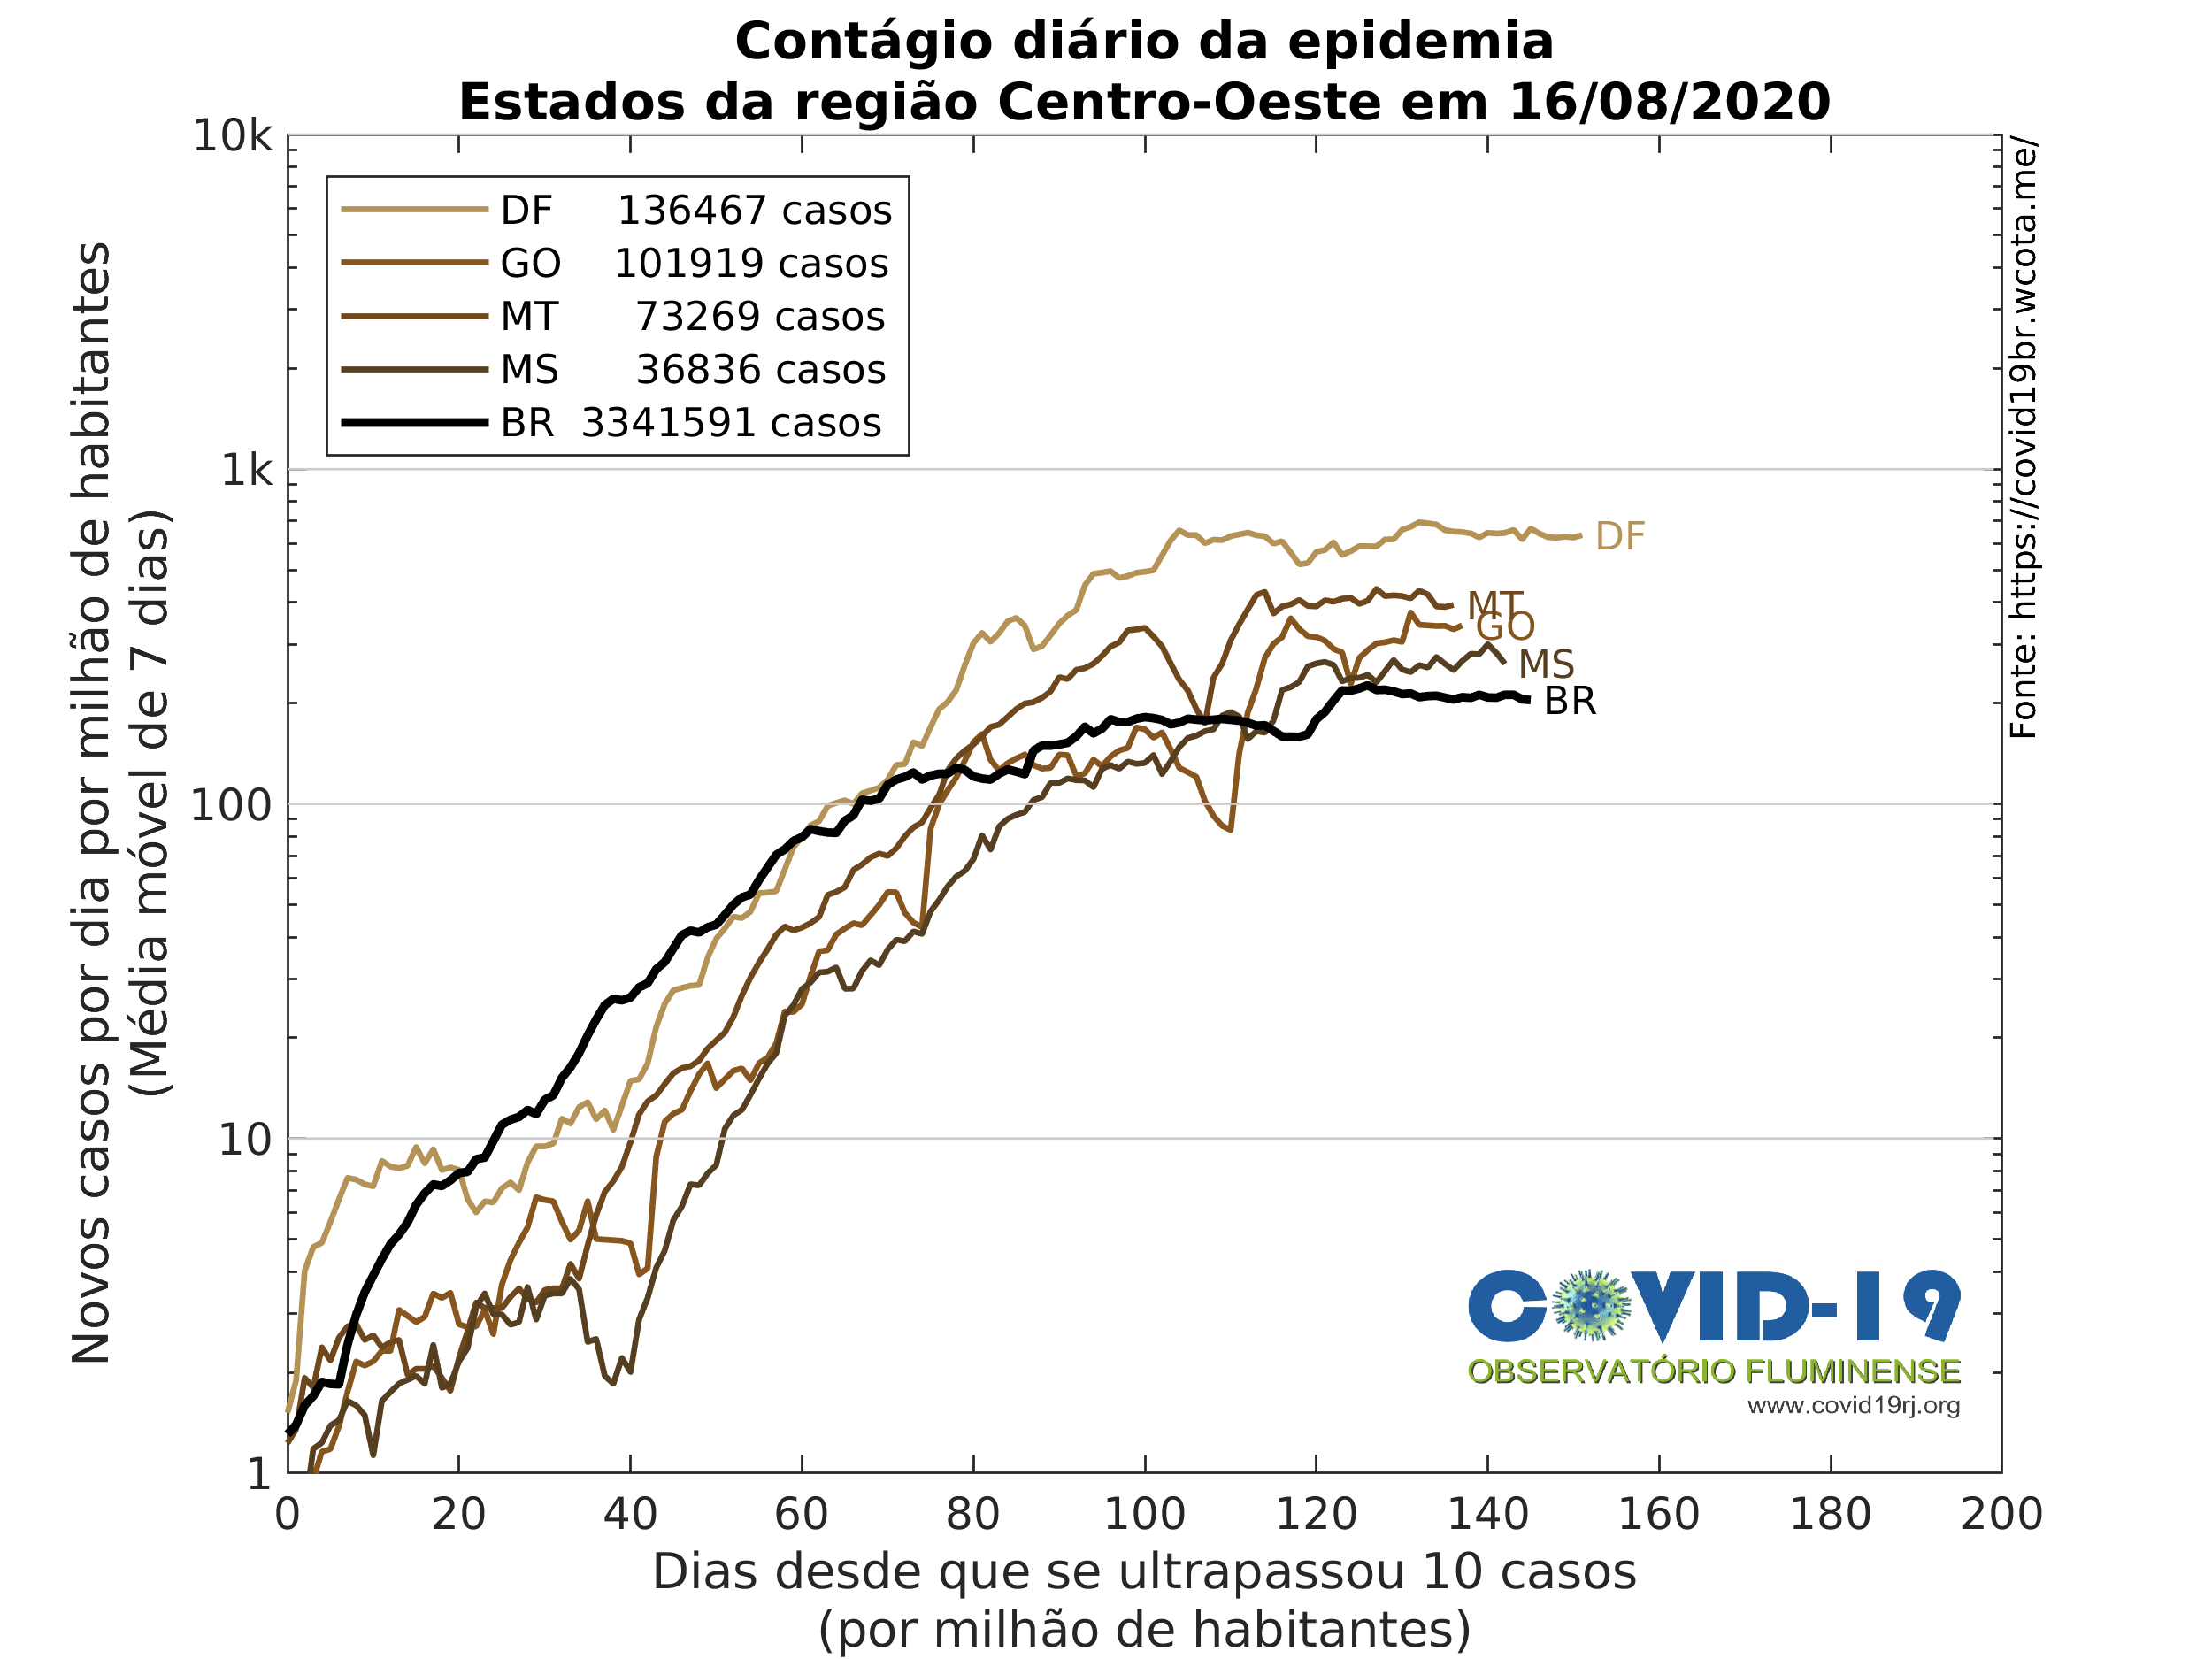 Contágio diário da epidemia
Estados da região Centro-Oeste em 16/08/2020
Novos casos por dia por milhão de habitantes
(Média móvel de 7 dias)
10k
1k
100
10
1
DF 136467 casos
GO 101919 casos
MT 73269 casos
MS 36836 casos
BR 3341591 casos
DF
MT
GO
MS
BR
Fonte: https://covid19br.wcota.me/
COVID-19
OBSERVATÓRIO FLUMINENSE
www.covid19rj.org
0 20 40 60 80 100 120 140 160 180 200
Dias desde que se ultrapassou 10 casos
(por milhão de habitantes)